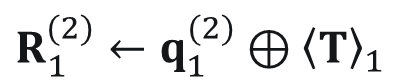 𝐑₁⁽²⁾ ← 𝐪₁⁽²⁾ ⨁ ⟨𝐓⟩₁